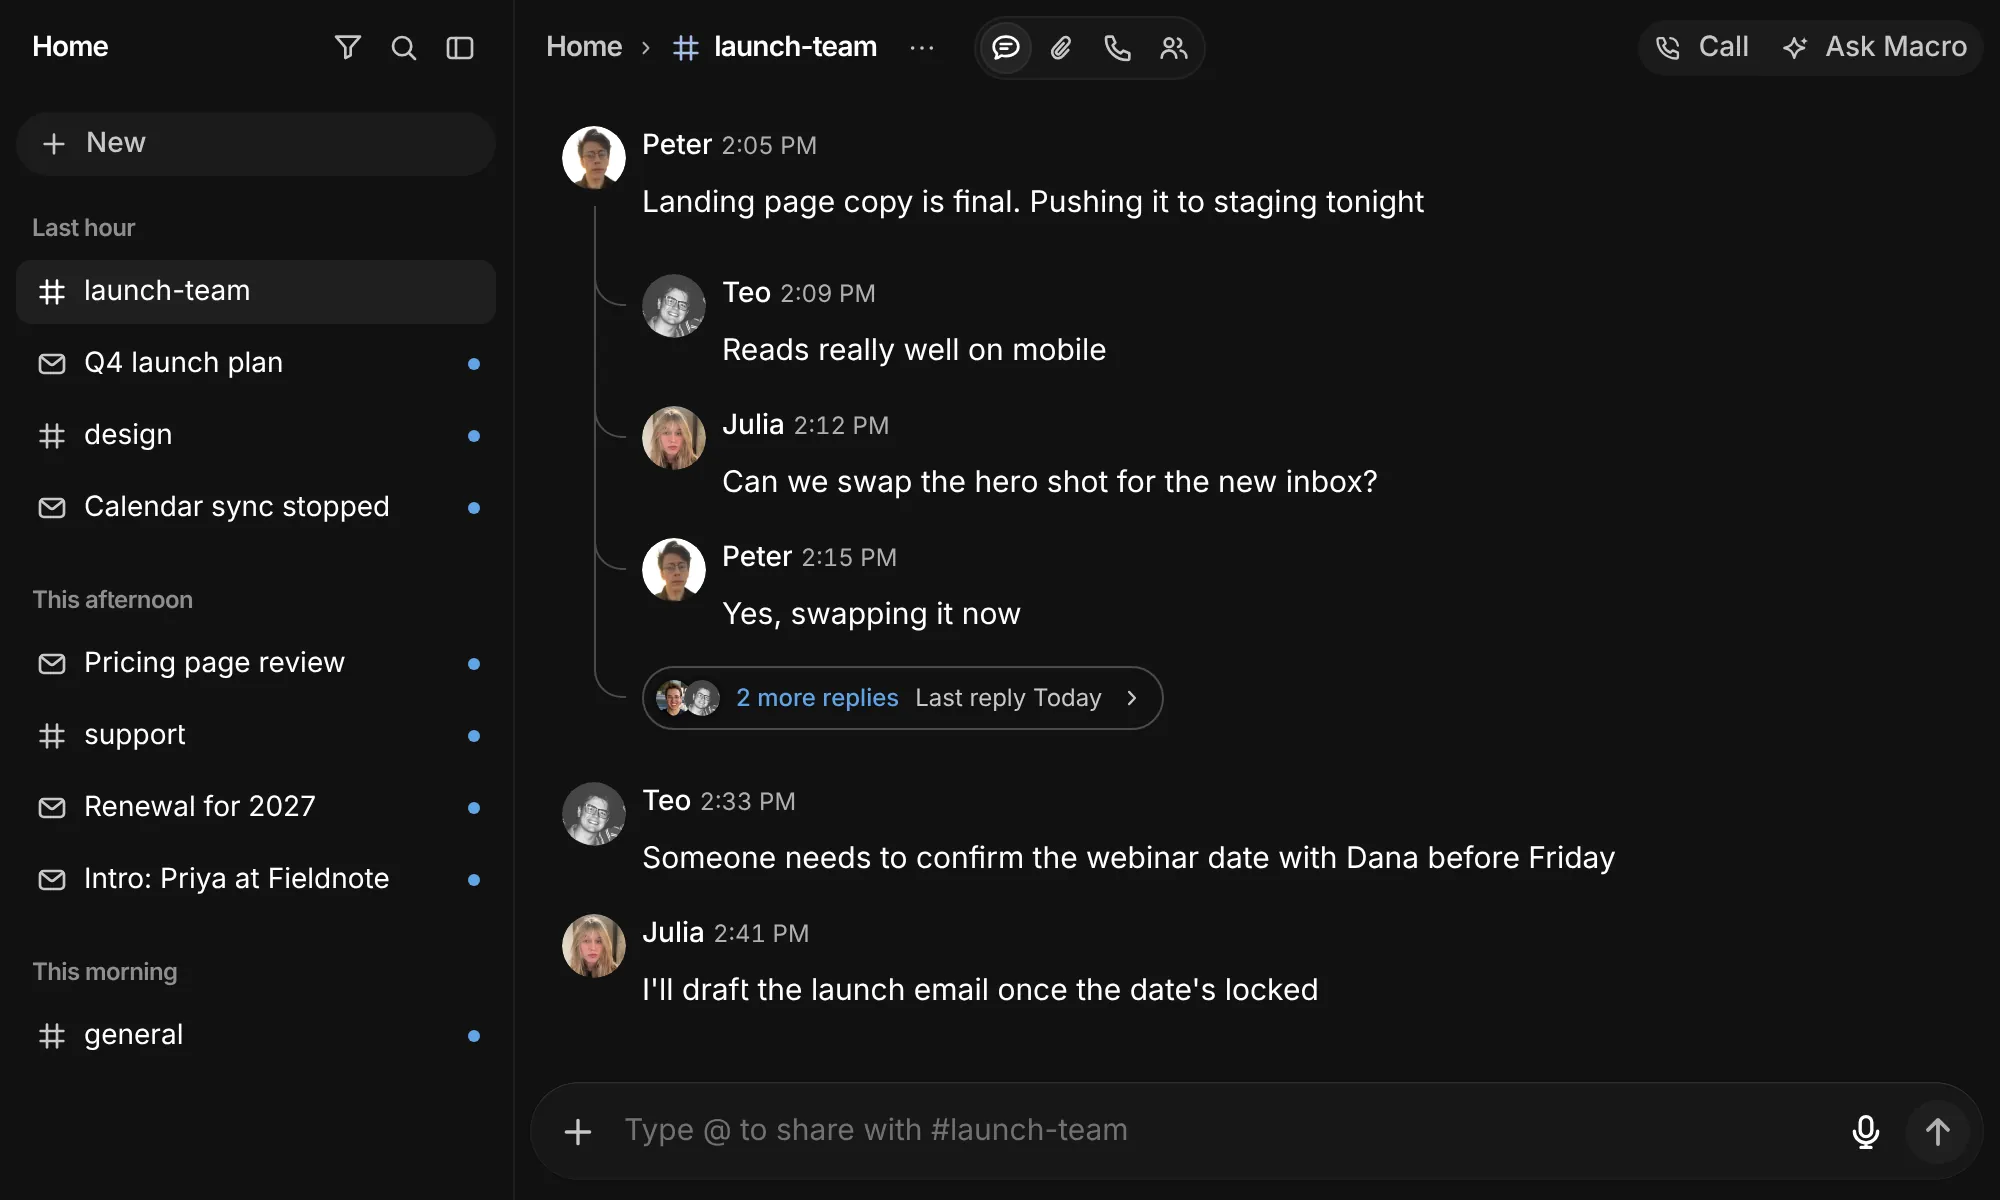 Home
Home › # launch-team ···
Call
Ask Macro
+ New
Last hour
# launch-team
Q4 launch plan
# design
Calendar sync stopped
This afternoon
Pricing page review
# support
Renewal for 2027
Intro: Priya at Fieldnote
This morning
# general
Peter 2:05 PM
Landing page copy is final. Pushing it to staging tonight
Teo 2:09 PM
Reads really well on mobile
Julia 2:12 PM
Can we swap the hero shot for the new inbox?
Peter 2:15 PM
Yes, swapping it now
2 more replies Last reply Today
Teo 2:33 PM
Someone needs to confirm the webinar date with Dana before Friday
Julia 2:41 PM
I'll draft the launch email once the date's locked
Type @ to share with #launch-team